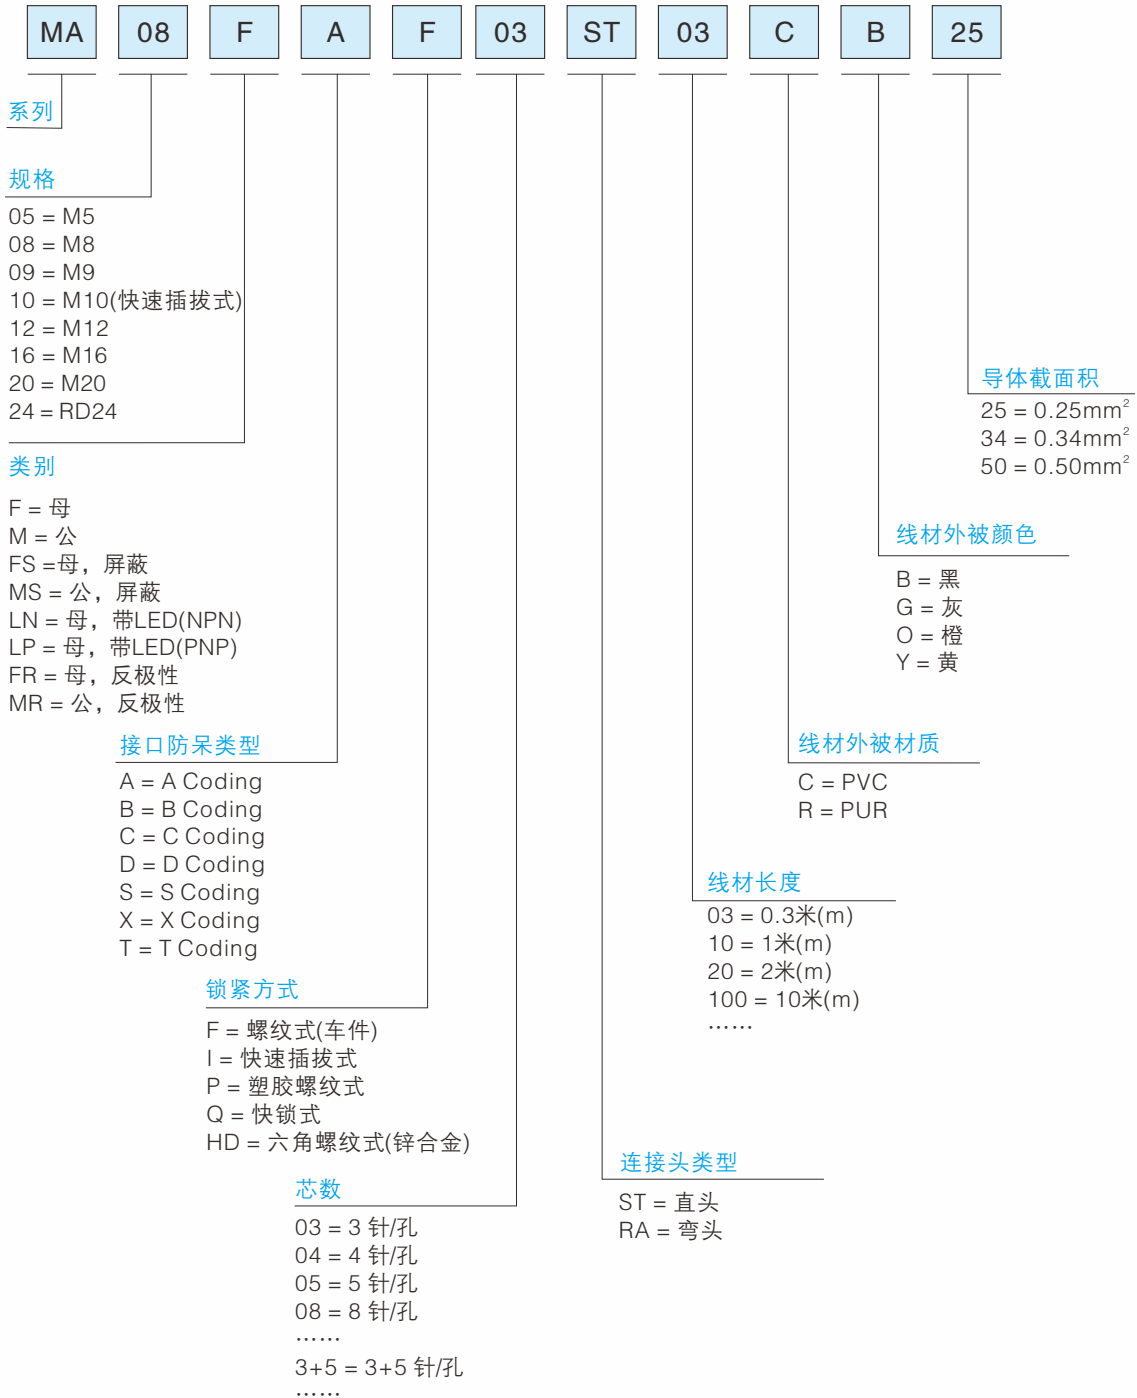 MA 08 F A F 03 ST 03 C B 25
系列
规格
05 = M5
08 = M8
09 = M9
10 = M10(快速插拔式)
12 = M12
16 = M16
20 = M20
24 = RD24
类别
F = 母
M = 公
FS =母，屏蔽
MS = 公，屏蔽
LN = 母，带LED(NPN)
LP = 母，带LED(PNP)
FR = 母，反极性
MR = 公，反极性
接口防呆类型
A = A Coding
B = B Coding
C = C Coding
D = D Coding
S = S Coding
X = X Coding
T = T Coding
锁紧方式
F = 螺纹式(车件)
I = 快速插拔式
P = 塑胶螺纹式
Q = 快锁式
HD = 六角螺纹式(锌合金)
芯数
03 = 3 针/孔
04 = 4 针/孔
05 = 5 针/孔
08 = 8 针/孔
……
3+5 = 3+5 针/孔
……
连接头类型
ST = 直头
RA = 弯头
线材长度
03 = 0.3米(m)
10 = 1米(m)
20 = 2米(m)
100 = 10米(m)
……
线材外被材质
C = PVC
R = PUR
线材外被颜色
B = 黑
G = 灰
O = 橙
Y = 黄
导体截面积
25 = 0.25mm²
34 = 0.34mm²
50 = 0.50mm²